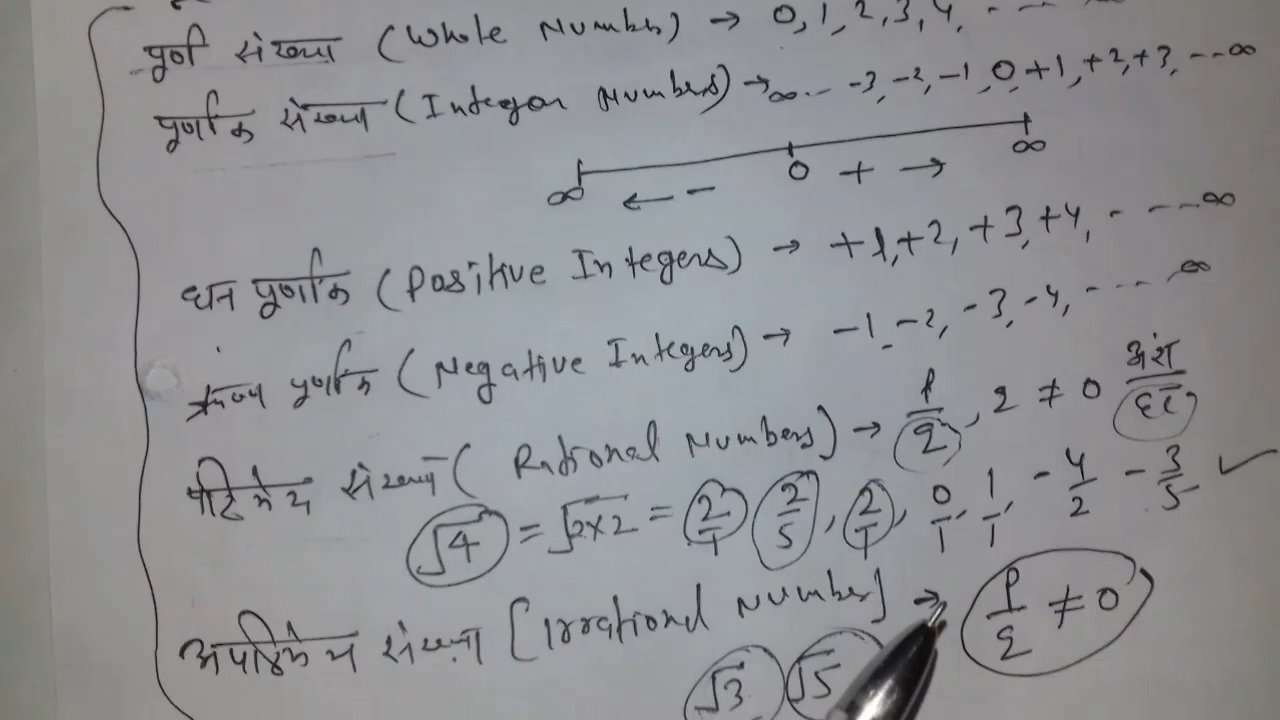 पूर्ण संख्या (Whole Number) → 0, 1, 2, 3, 4, - - - - ∞
पूर्णांक संख्या (Integer Numbers) → ∞ -- -3, -2, -1, 0, +1, +2, +3, --- ∞
∞ ← - 0 + → ∞
धन पूर्णांक (Positive Integers) → +1, +2, +3, +4, - - - - ∞
पूर्णांक (Negative Integers) → -1, -2, -3, -4, - - - - ∞
परिमेय संख्या (Rational Numbers) → P/q, q ≠ 0 अंश/हर
√4 = √2×2 = 2/1 2/5, 2/1, 0/1, 1/1, -4/2 -3/5 ✓
अपरिमेय संख्या [Irrational Number] → P/q ≠ 0
√3 √5